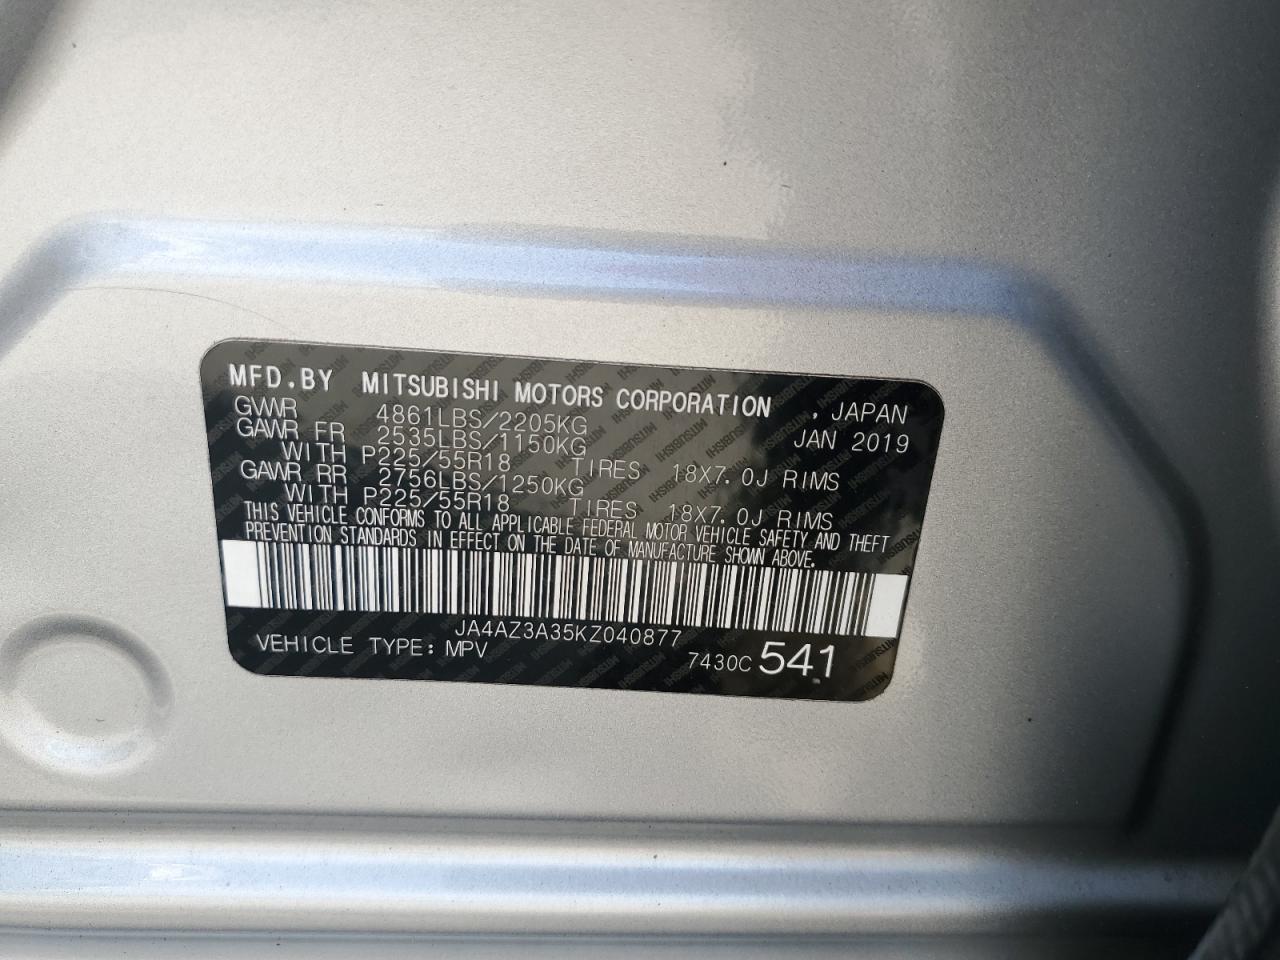 MFD.BY MITSUBISHI MOTORS CORPORATION , JAPAN
GVWR 4861LBS/2205KG JAN 2019
GAWR FR 2535LBS/1150KG
WITH P225/55R18 TIRES, 18X7.0J RIMS
GAWR RR 2756LBS/1250KG
WITH P225/55R18 TIRES, 18X7.0J RIMS
THIS VEHICLE CONFORMS TO ALL APPLICABLE FEDERAL MOTOR VEHICLE SAFETY AND THEFT
PREVENTION STANDARDS IN EFFECT ON THE DATE OF MANUFACTURE SHOWN ABOVE.
JA4AZ3A35KZ040877
VEHICLE TYPE: MPV 7430C 541